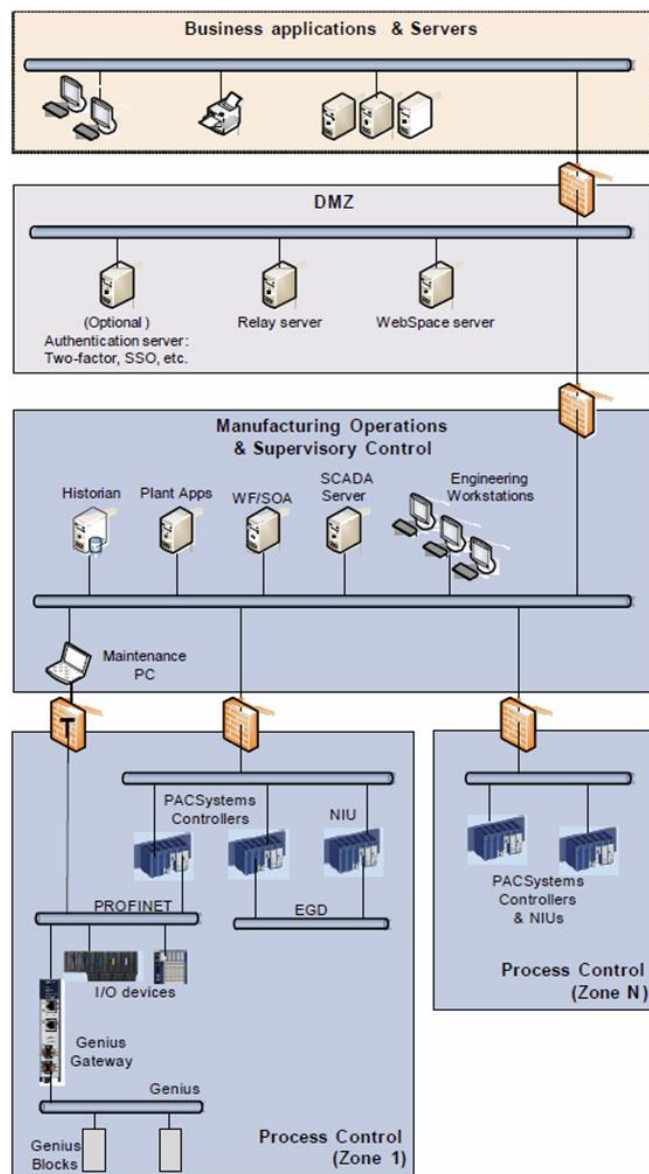 Business applications & Servers
DMZ
(Optional )
Authentication server:
Two-factor, SSO, etc.
Relay server
WebSpace server
Manufacturing Operations
& Supervisory Control
Historian
Plant Apps
WF/SOA
SCADA
Server
Engineering
Workstations
Maintenance
PC
T
PACSystems
Controllers
NIU
PROFINET
EGD
I/O devices
Genius
Gateway
Genius
Genius
Blocks
Process Control
(Zone 1)
PACSystems
Controllers
& NIUs
Process Control
(Zone N)